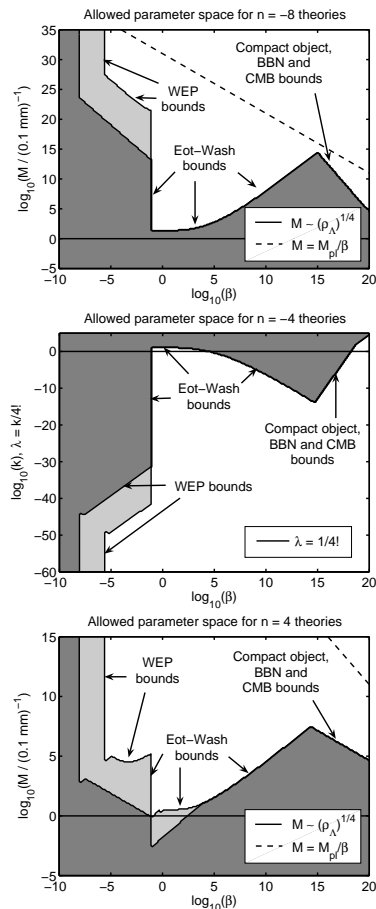 Allowed parameter space for n = −8 theories
35
30
25
20
15
10
5
0
−5
log10(M / (0.1 mm)−1)
WEP
bounds
Compact object,
BBN and
CMB bounds
Eot−Wash
bounds
M ~ (ρΛ)1/4
M = Mpl/β
−10 −5 0 5 10 15 20
log10(β)
Allowed parameter space for n = −4 theories
0
−10
−20
−30
−40
−50
−60
log10(k), λ = k/4!
Eot−Wash
bounds
Compact object,
BBN and CMB
bounds
WEP bounds
λ = 1/4!
−10 −5 0 5 10 15 20
log10(β)
Allowed parameter space for n = 4 theories
15
10
5
0
−5
log10(M / (0.1 mm)−1)
WEP
bounds
Compact object,
BBN and
CMB bounds
Eot−Wash
bounds
M ~ (ρΛ)1/4
M = Mpl/β
−10 −5 0 5 10 15 20
log10(β)